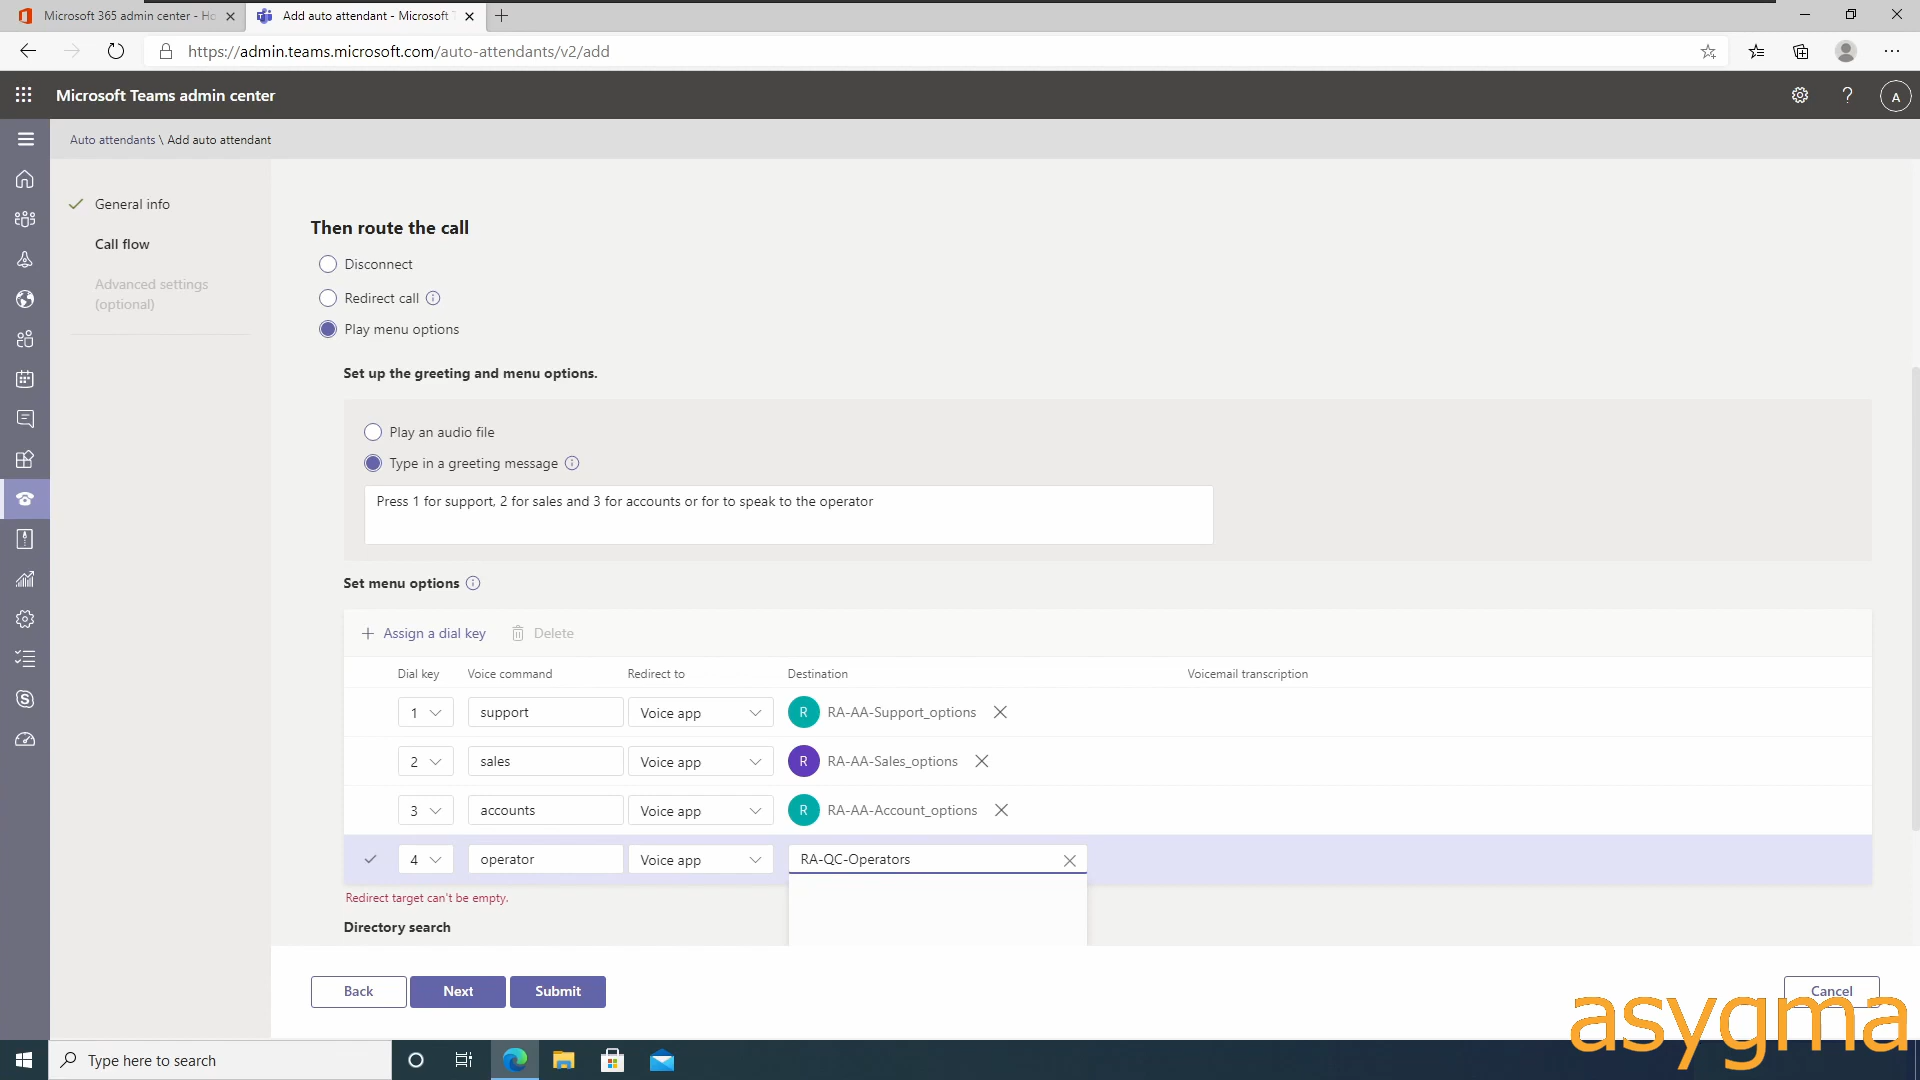 Microsoft 365 admin center - Ho
Add auto attendant - Microsoft T
https://admin.teams.microsoft.com/auto-attendants/v2/add
Microsoft Teams admin center
A
Auto attendants \ Add auto attendant
General info
Call flow
Advanced settings
(optional)
Then route the call
Disconnect
Redirect call
Play menu options
Set up the greeting and menu options.
Play an audio file
Type in a greeting message
Press 1 for support, 2 for sales and 3 for accounts or for to speak to the operator
Set menu options
Assign a dial key Delete
Dial key Voice command Redirect to Destination Voicemail transcription
1 support Voice app R RA-AA-Support_options
2 sales Voice app R RA-AA-Sales_options
3 accounts Voice app R RA-AA-Account_options
4 operator Voice app RA-QC-Operators
Redirect target can't be empty.
Directory search
Back Next Submit Cancel
asygma
Type here to search